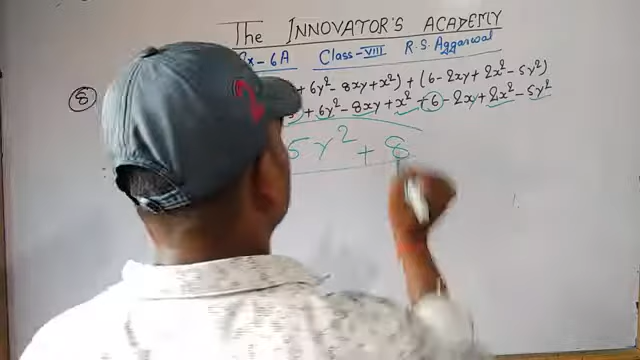 The INNOVATOR'S ACADEMY
Ex-6A Class-VIII R.S. Aggarwal
8 + 6y² - 8xy + x²) + (6 - 2xy + 2x² - 5y²)
+ 6y² - 8xy + x² + 6 - 2xy + 2x² - 5y²
5y² + 8
2